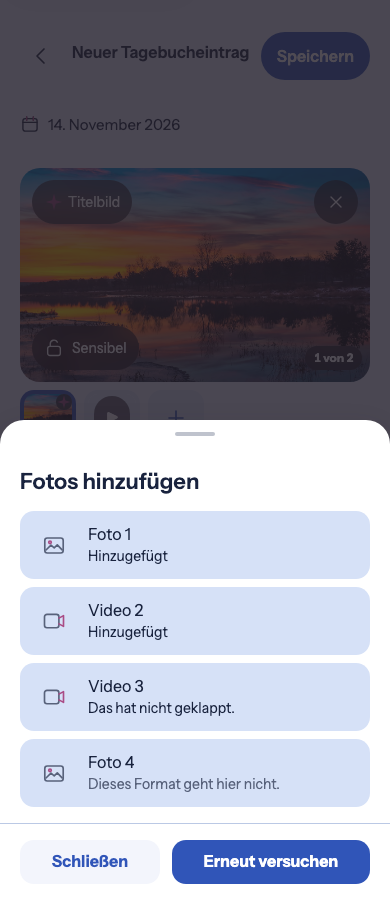 Neuer Tagebucheintrag
Speichern
14. November 2026
Titelbild
Sensibel
1 von 2
Fotos hinzufügen
Foto 1
Hinzugefügt
Video 2
Hinzugefügt
Video 3
Das hat nicht geklappt.
Foto 4
Dieses Format geht hier nicht.
Schließen
Erneut versuchen